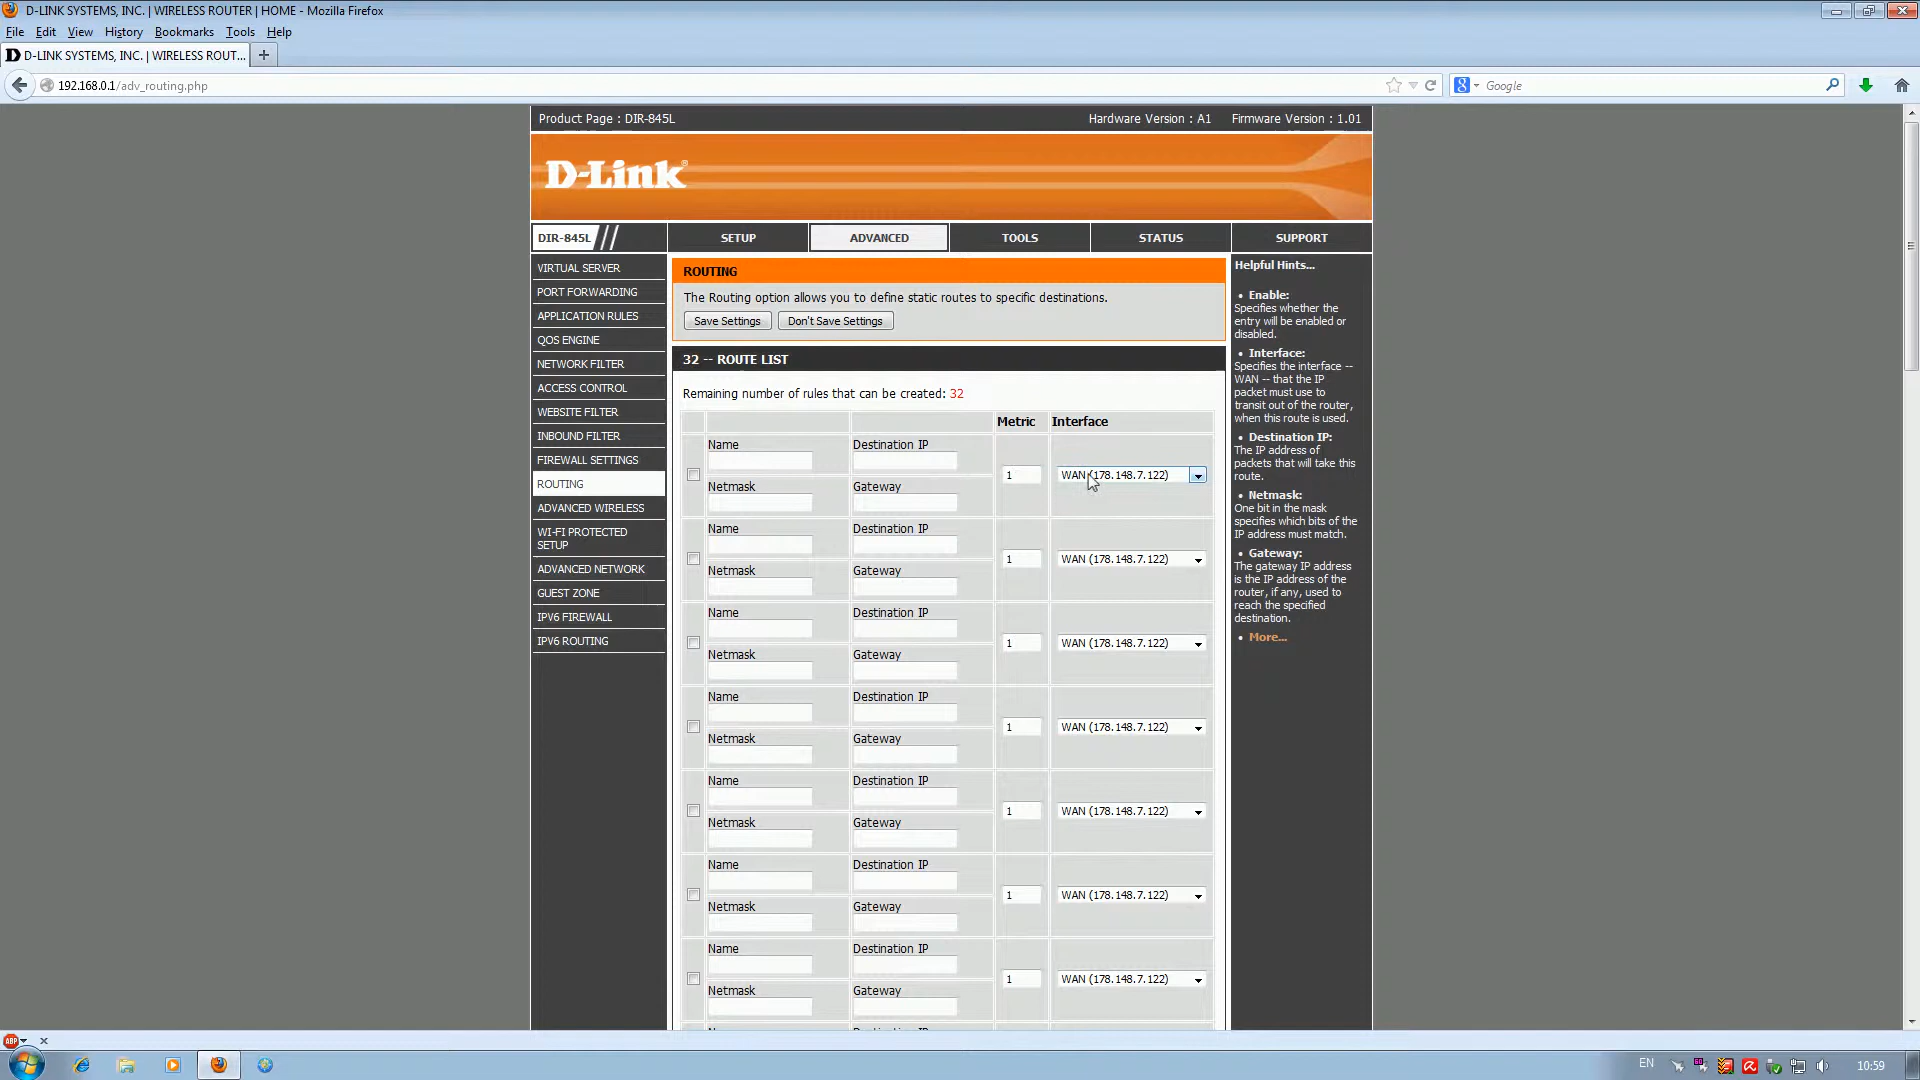 D-LINK SYSTEMS, INC. | WIRELESS ROUTER | HOME - Mozilla Firefox
File Edit View History Bookmarks Tools Help
D-LINK SYSTEMS, INC. | WIRELESS ROUT...
192.168.0.1/adv_routing.php
Google
Product Page : DIR-845L Hardware Version : A1 Firmware Version : 1.01
D-Link
DIR-845L SETUP ADVANCED TOOLS STATUS SUPPORT
VIRTUAL SERVER
PORT FORWARDING
APPLICATION RULES
QOS ENGINE
NETWORK FILTER
ACCESS CONTROL
WEBSITE FILTER
INBOUND FILTER
FIREWALL SETTINGS
ROUTING
ADVANCED WIRELESS
WI-FI PROTECTED
SETUP
ADVANCED NETWORK
GUEST ZONE
IPV6 FIREWALL
IPV6 ROUTING
ROUTING
The Routing option allows you to define static routes to specific destinations.
Save Settings Don't Save Settings
32 -- ROUTE LIST
Remaining number of rules that can be created: 32
Metric Interface
Name Destination IP
1 WAN (178.148.7.122)
Netmask Gateway
Name Destination IP
1 WAN (178.148.7.122)
Netmask Gateway
Name Destination IP
1 WAN (178.148.7.122)
Netmask Gateway
Name Destination IP
1 WAN (178.148.7.122)
Netmask Gateway
Name Destination IP
1 WAN (178.148.7.122)
Netmask Gateway
Name Destination IP
1 WAN (178.148.7.122)
Netmask Gateway
Name Destination IP
1 WAN (178.148.7.122)
Netmask Gateway
Helpful Hints...
• Enable:
Specifies whether the
entry will be enabled or
disabled.
• Interface:
Specifies the interface --
WAN -- that the IP
packet must use to
transit out of the router,
when this route is used.
• Destination IP:
The IP address of
packets that will take this
route.
• Netmask:
One bit in the mask
specifies which bits of the
IP address must match.
• Gateway:
The gateway IP address
is the IP address of the
router, if any, used to
reach the specified
destination.
• More...
ABP
EN 10:59